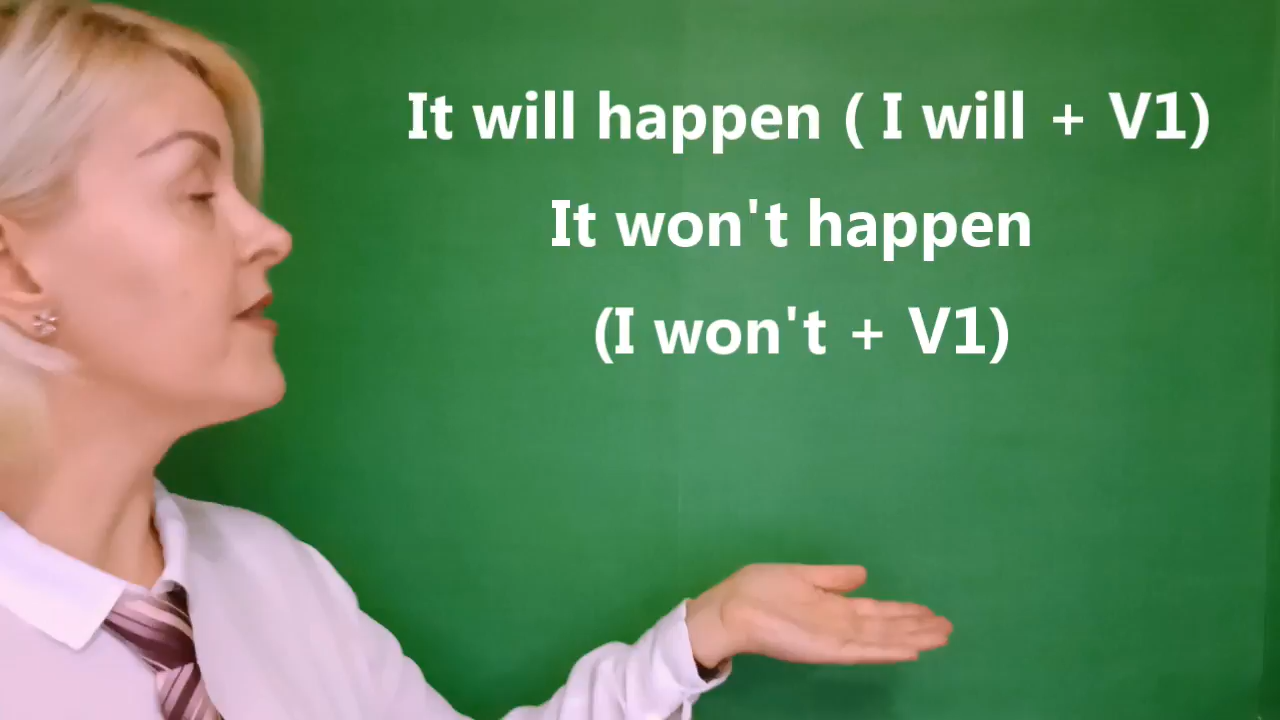 It will happen ( I will + V1)
It won't happen
(I won't + V1)